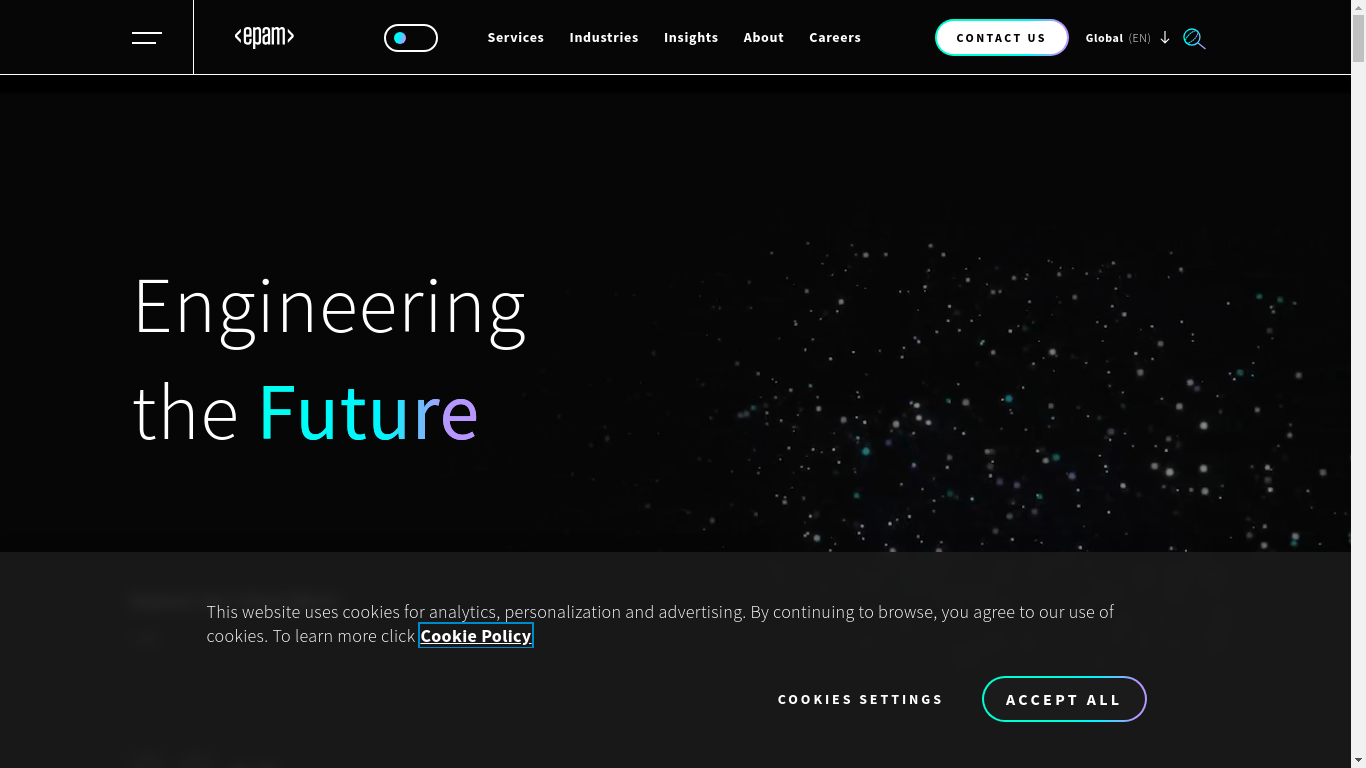 <epam>
Services
Industries
Insights
About
Careers
CONTACT US
Global (EN)
Engineering
the Future
This website uses cookies for analytics, personalization and advertising. By continuing to browse, you agree to our use of
cookies. To learn more click Cookie Policy
COOKIES SETTINGS
ACCEPT ALL